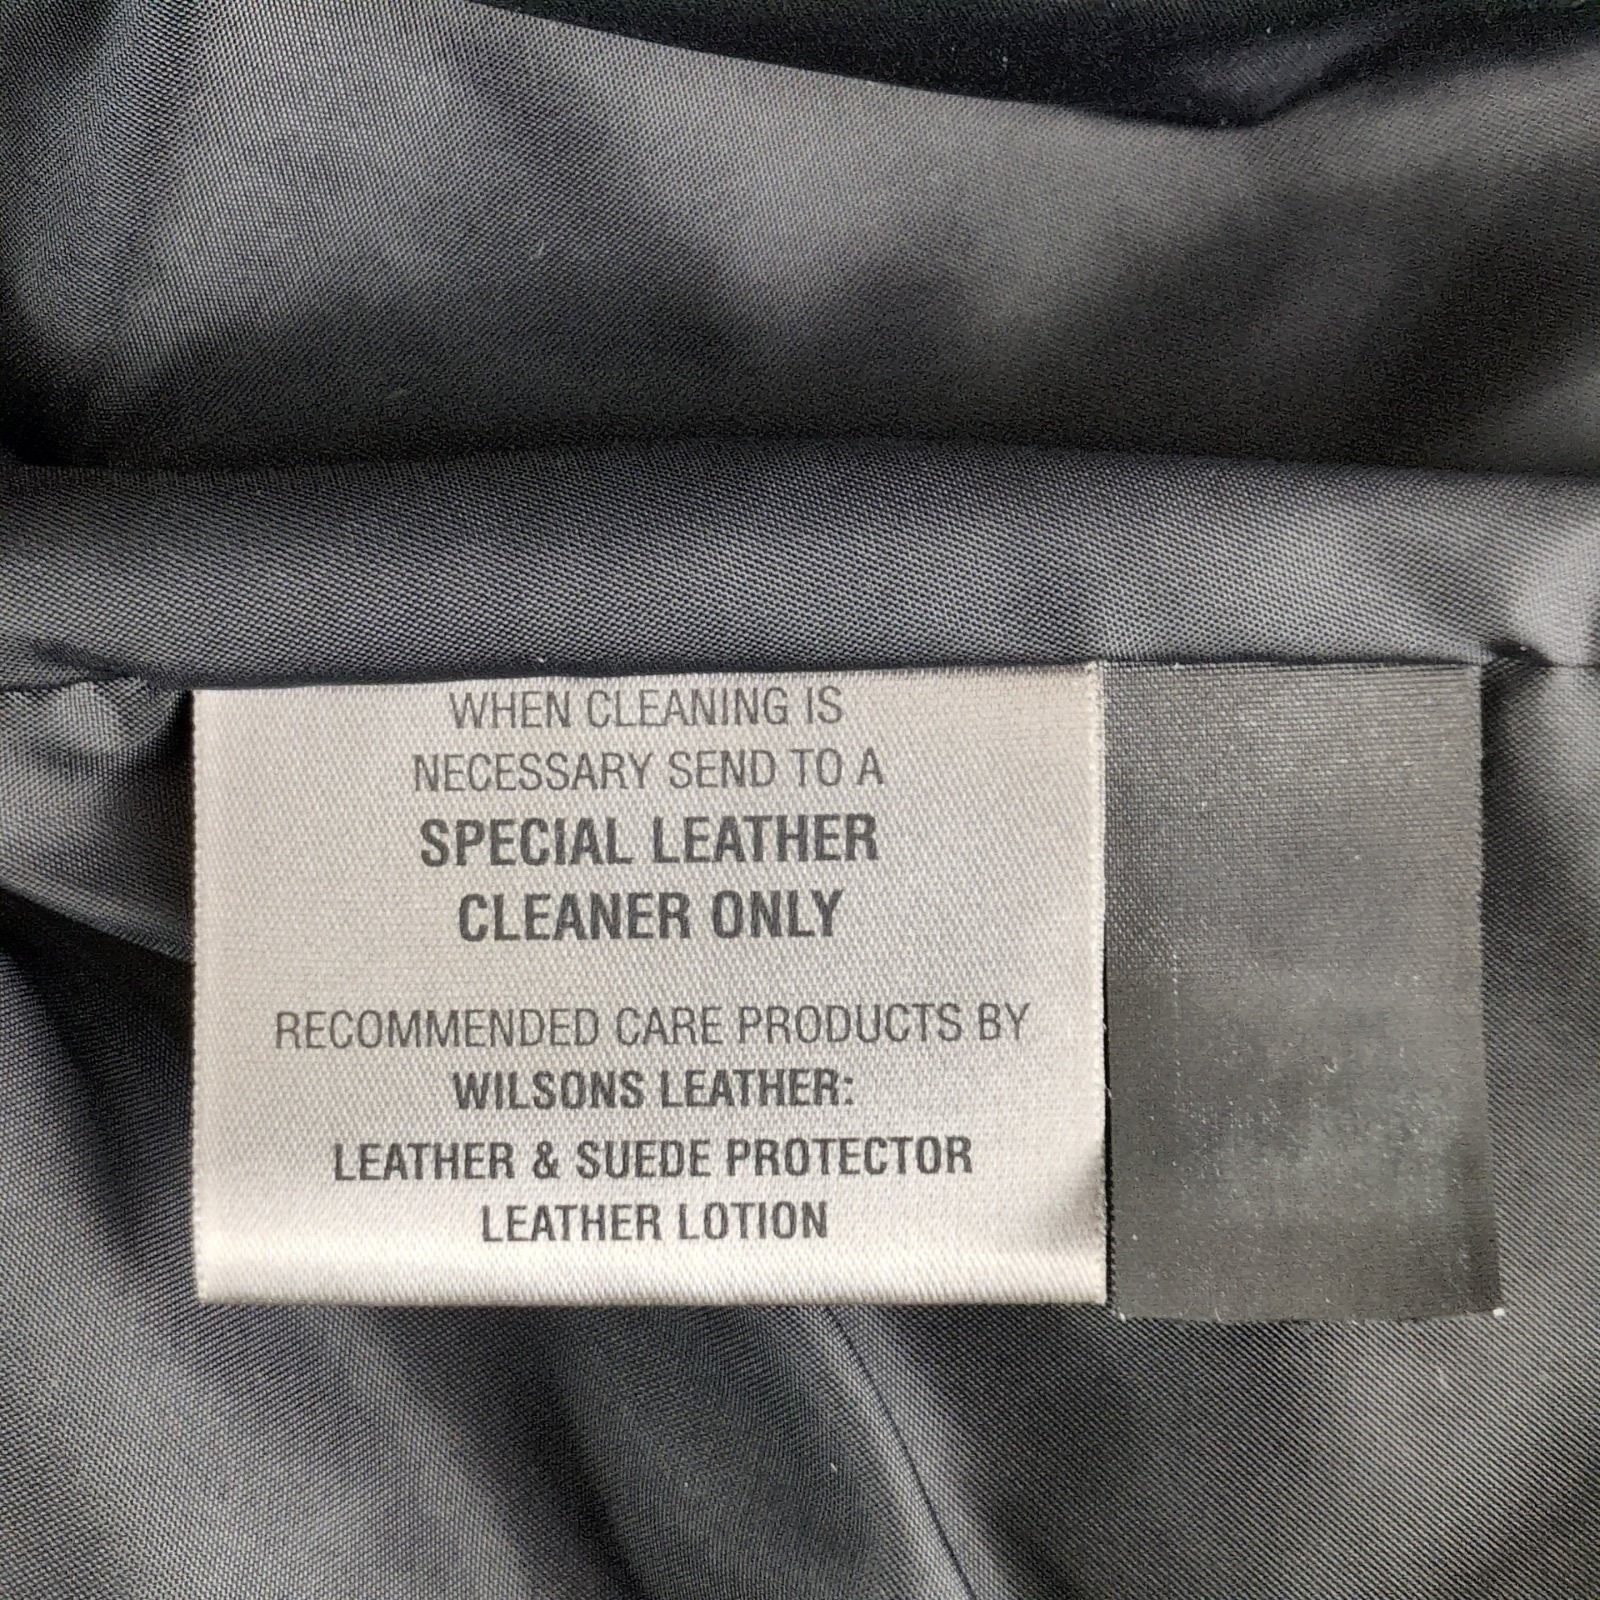 WHEN CLEANING IS
NECESSARY SEND TO A
SPECIAL LEATHER
CLEANER ONLY
RECOMMENDED CARE PRODUCTS BY
WILSONS LEATHER:
LEATHER & SUEDE PROTECTOR
LEATHER LOTION